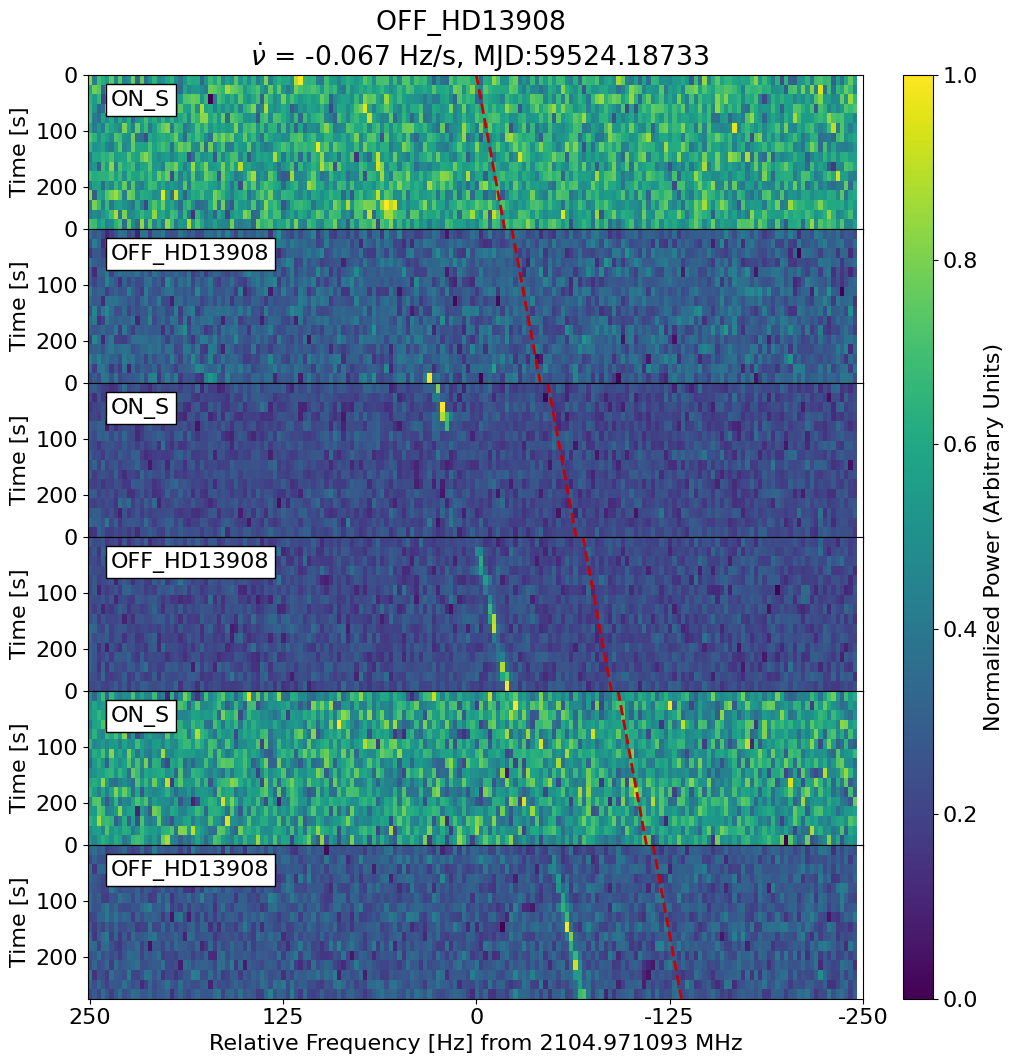 OFF_HD13908
ν̇ = -0.067 Hz/s, MJD:59524.18733
0
ON_S
100
200
Time [s]
0
OFF_HD13908
100
200
Time [s]
0
ON_S
100
200
Time [s]
0
OFF_HD13908
100
200
Time [s]
0
ON_S
100
200
Time [s]
0
OFF_HD13908
100
200
Time [s]
250 125 0 -125 -250
Relative Frequency [Hz] from 2104.971093 MHz
1.0
0.8
0.6
0.4
0.2
0.0
Normalized Power (Arbitrary Units)